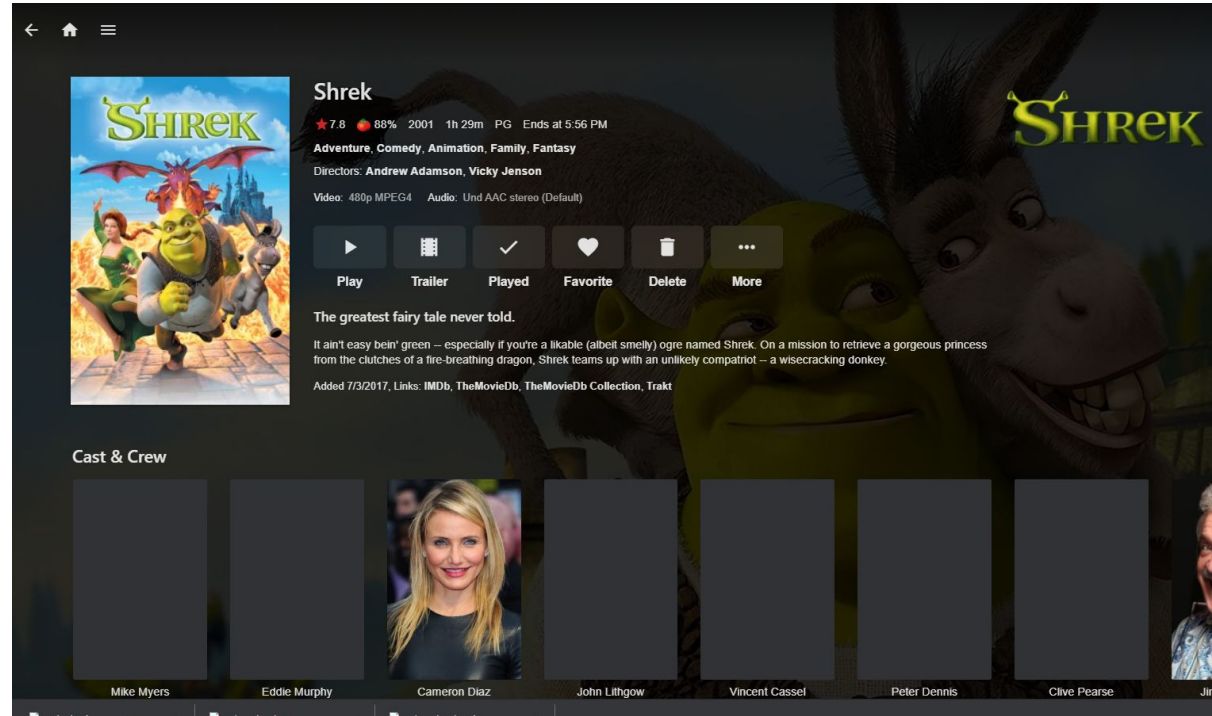 SHREK
Shrek
7.8 88% 2001 1h 29m PG Ends at 5:56 PM
SHREK
Adventure, Comedy, Animation, Family, Fantasy
Directors: Andrew Adamson, Vicky Jenson
Video: 480p MPEG4 Audio: Und AAC stereo (Default)
Play Trailer Played Favorite Delete More
The greatest fairy tale never told.
It ain't easy bein' green -- especially if you're a likable (albeit smelly) ogre named Shrek. On a mission to retrieve a gorgeous princess
from the clutches of a fire-breathing dragon, Shrek teams up with an unlikely compatriot -- a wisecracking donkey.
Added 7/3/2017, Links: IMDb, TheMovieDb, TheMovieDb Collection, Trakt
Cast & Crew
Mike Myers Eddie Murphy Cameron Diaz John Lithgow Vincent Cassel Peter Dennis Clive Pearse